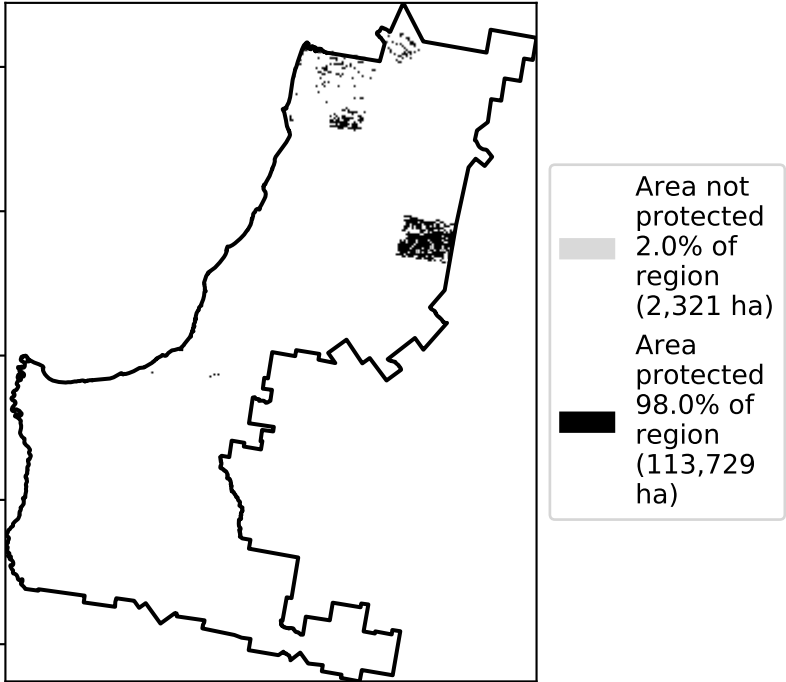 Area not
protected
2.0% of
region
(2,321 ha)
Area
protected
98.0% of
region
(113,729
ha)